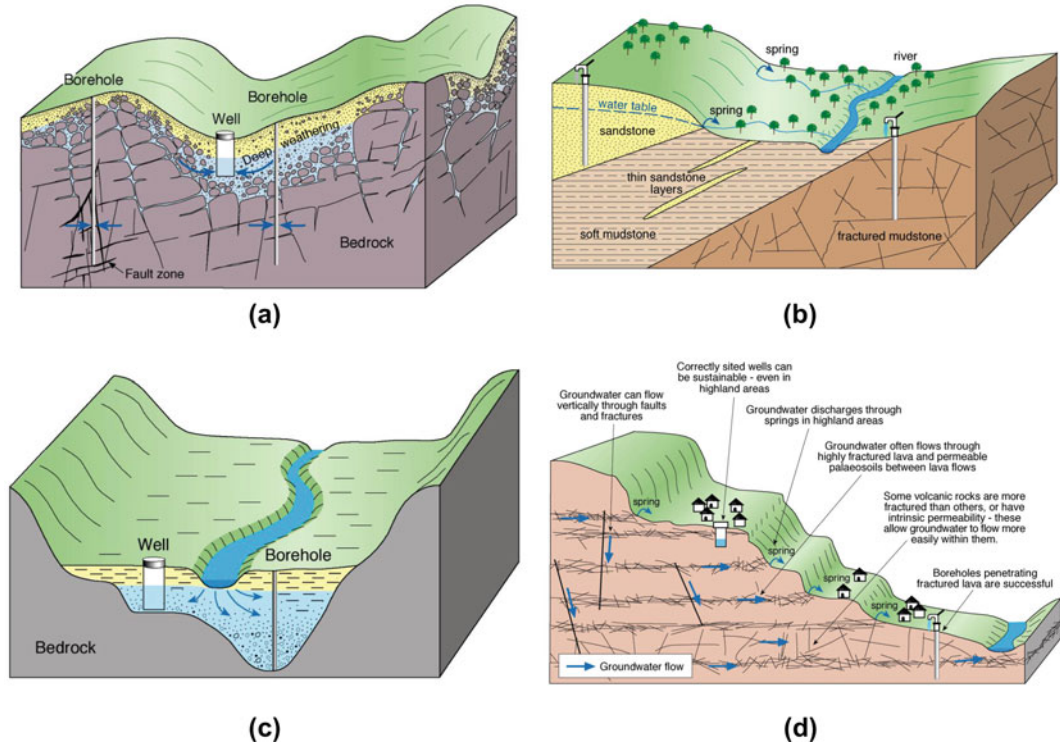 Borehole
Borehole
Well
Deep weathering
Bedrock
Fault zone
(a)
spring
river
water table
spring
sandstone
thin sandstone
layers
soft mudstone
fractured mudstone
(b)
Well
Borehole
Bedrock
(c)
Correctly sited wells can
be sustainable - even in
highland areas
Groundwater can flow
vertically through faults
and fractures
Groundwater discharges through
springs in highland areas
Groundwater often flows through
highly fractured lava and permeable
palaeosoils between lava flows
Some volcanic rocks are more
fractured than others, or have
intrinsic permeability - these
allow groundwater to flow more
easily within them.
spring
spring
spring
spring
Boreholes penetrating
fractured lava are successful
Groundwater flow
(d)